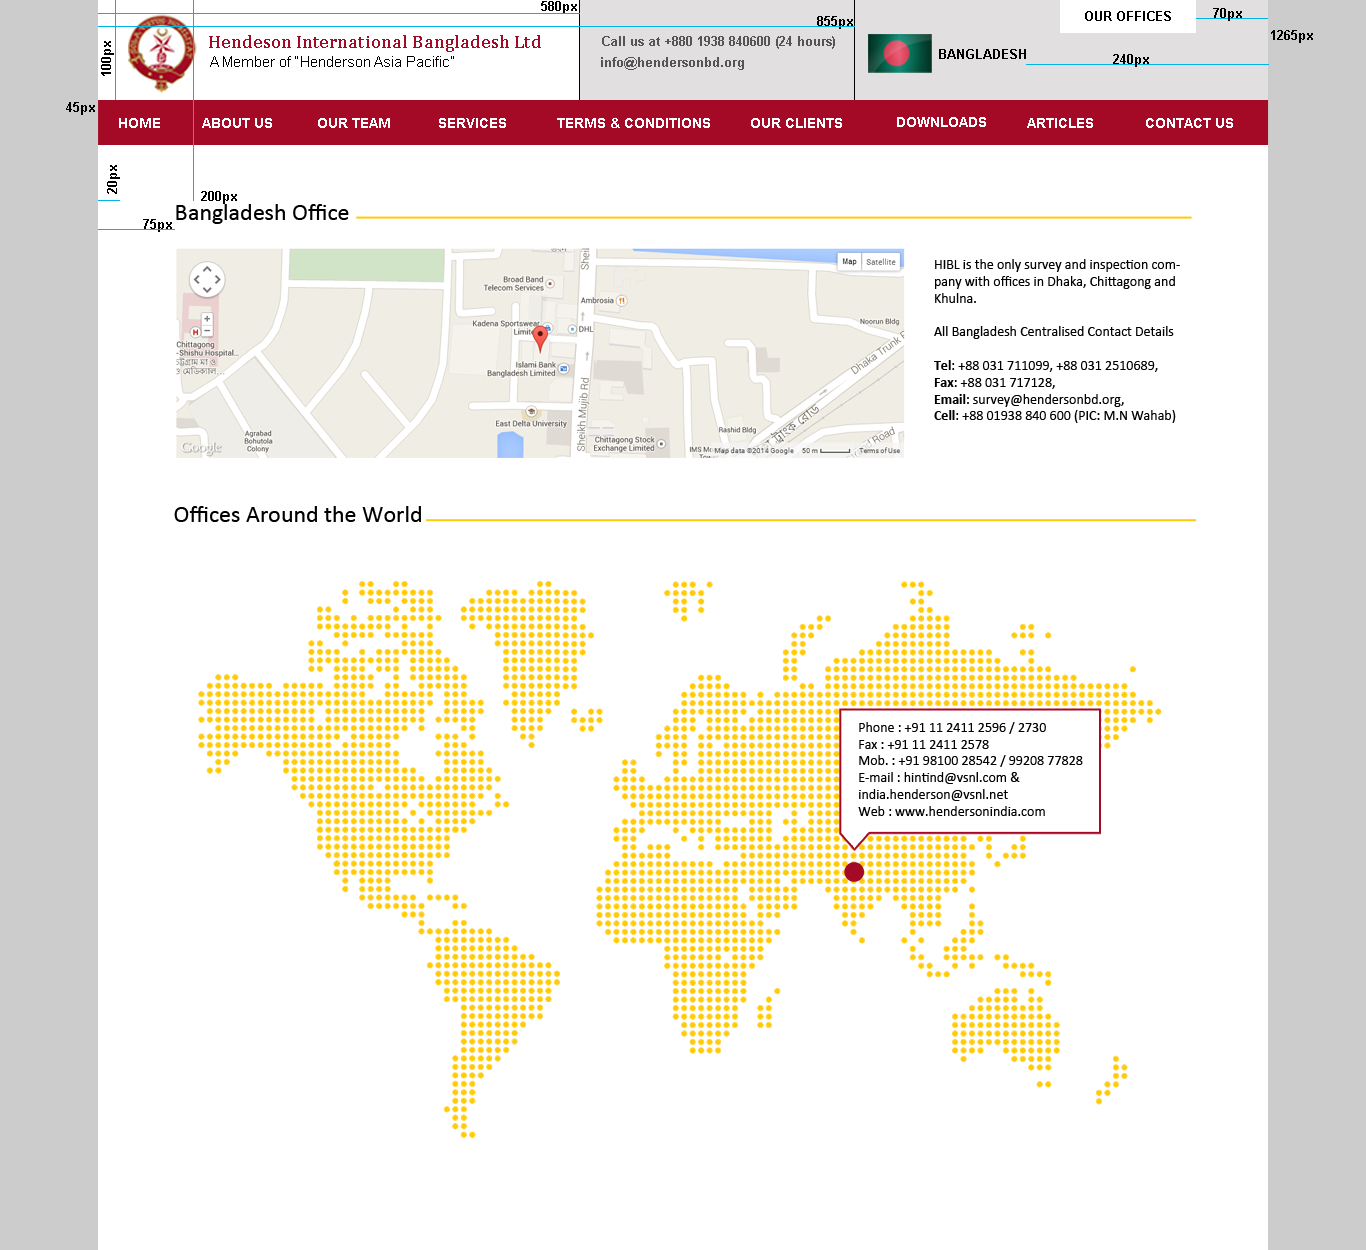 580px
855px
70px
1265px
100px
OUR OFFICES
Hendeson International Bangladesh Ltd
A Member of "Henderson Asia Pacific"
Call us at +880 1938 840600 (24 hours)
info@hendersonbd.org
BANGLADESH
240px
45px
HOME ABOUT US OUR TEAM SERVICES TERMS & CONDITIONS OUR CLIENTS DOWNLOADS ARTICLES CONTACT US
20px
200px
75px
Bangladesh Office
Map Satellite
Broad Band
Telecom Services
Ambrosia
Kadena Sportswear
Limite
DHL
Noorun Bldg
Chittagong
-Shishu Hospital...
Islami Bank
Bangladesh Limited
Dhaka Trunk R
Sheik
Sheikh Mujib Rd
East Delta University
Agrabad
Bohutola
Colony
Chittagong Stock
Exchange Limited
Rashid Bldg
IMS Mo
Tow
Road
Google
Map data ©2014 Google 50 m Terms of Use
HIBL is the only survey and inspection com-
pany with offices in Dhaka, Chittagong and
Khulna.
All Bangladesh Centralised Contact Details
Tel: +88 031 711099, +88 031 2510689,
Fax: +88 031 717128,
Email: survey@hendersonbd.org,
Cell: +88 01938 840 600 (PIC: M.N Wahab)
Offices Around the World
Phone : +91 11 2411 2596 / 2730
Fax : +91 11 2411 2578
Mob. : +91 98100 28542 / 99208 77828
E-mail : hintind@vsnl.com &
india.henderson@vsnl.net
Web : www.hendersonindia.com